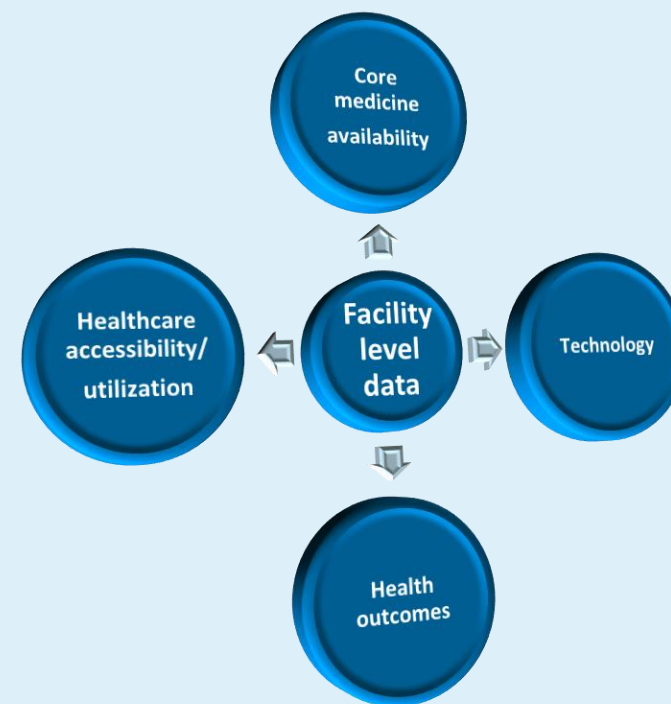 Core
medicine
availability
Healthcare
accessibility/
utilization
Facility
level
data
Technology
Health
outcomes